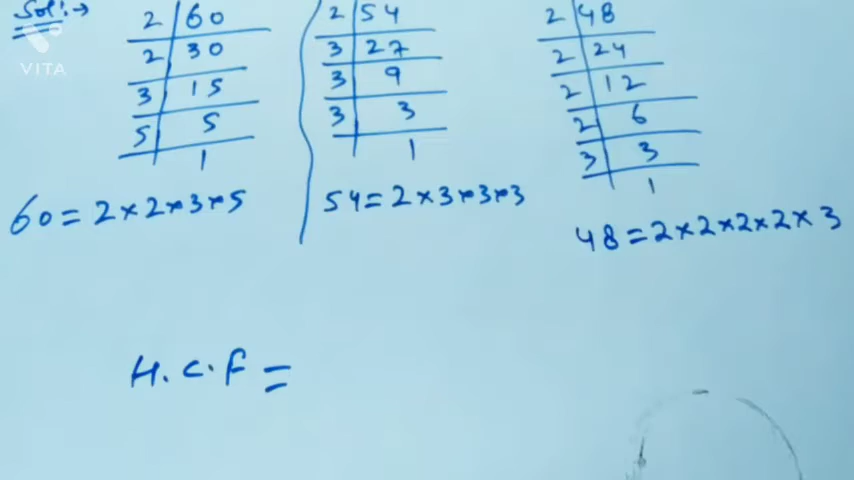 Sol:→
VITA
2 | 60
2 | 30
3 | 15
5 | 5
1
60 = 2 × 2 × 3 × 5
2 | 54
3 | 27
3 | 9
3 | 3
1
54 = 2 × 3 × 3 × 3
2 | 48
2 | 24
2 | 12
2 | 6
3 | 3
1
48 = 2 × 2 × 2 × 2 × 3
H.C.F =